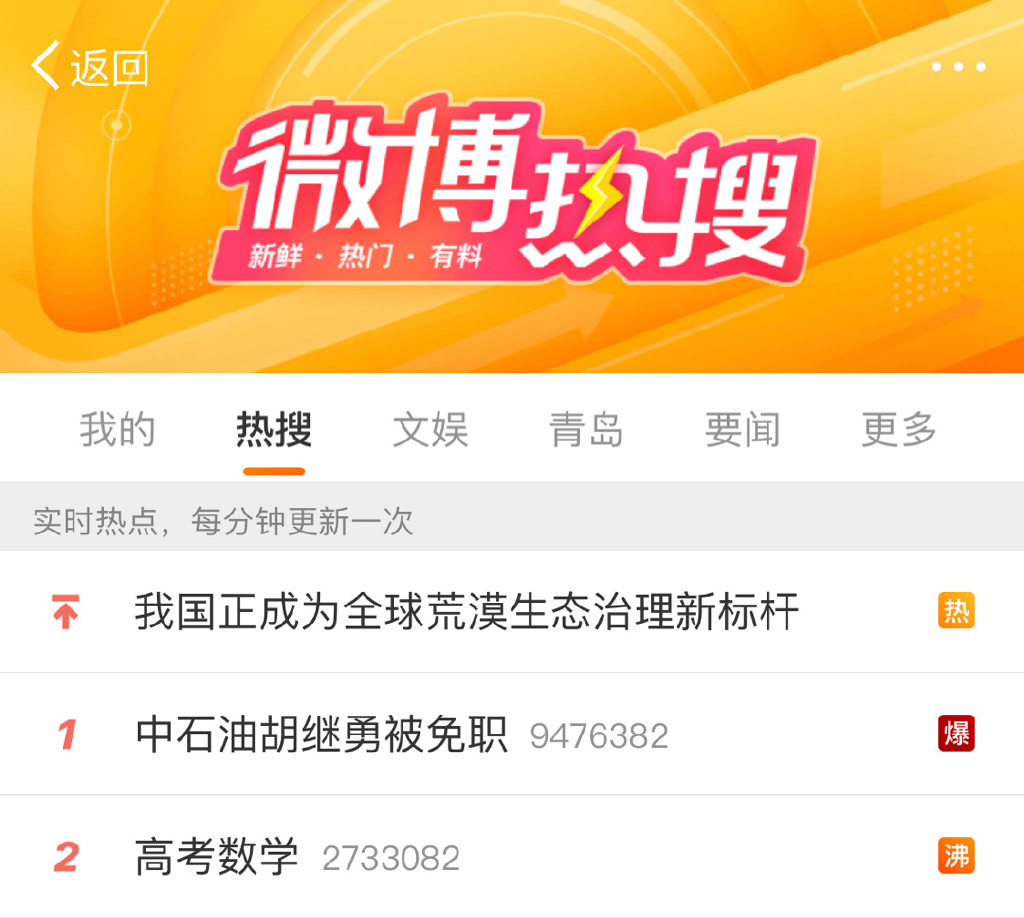 返回
微博热搜
新鲜 · 热门 · 有料
我的 热搜 文娱 青岛 要闻 更多
实时热点，每分钟更新一次
我国正成为全球荒漠生态治理新标杆 热
1 中石油胡继勇被免职 9476382 爆
2 高考数学 2733082 沸